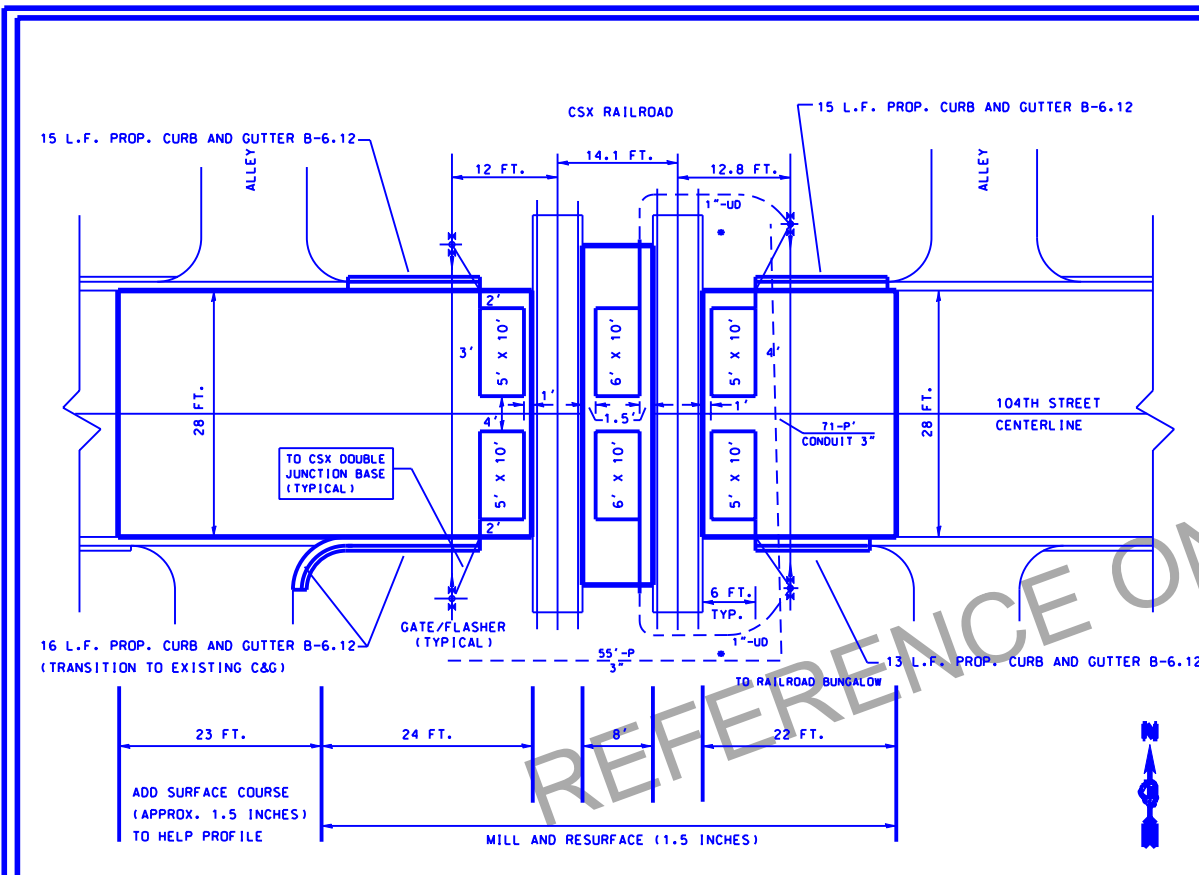 CSX RAILROAD
15 L.F. PROP. CURB AND GUTTER B-6.12
15 L.F. PROP. CURB AND GUTTER B-6.12
ALLEY
ALLEY
14.1 FT.
12 FT.
12.8 FT.
1"-UD
*
2'
3'
5' X 10'
6' X 10'
5' X 10'
4'
1'
1.5'
1'
28 FT.
28 FT.
104TH STREET
CENTERLINE
4'
71-P'
CONDUIT 3"
TO CSX DOUBLE
JUNCTION BASE
(TYPICAL)
5' X 10'
6' X 10'
5' X 10'
2'
6 FT.
TYP.
GATE/FLASHER
(TYPICAL)
1"-UD
*
16 L.F. PROP. CURB AND GUTTER B-6.12
(TRANSITION TO EXISTING C&G)
55'-P
3"
13 L.F. PROP. CURB AND GUTTER B-6.12
TO RAILROAD BUNGALOW
23 FT.
24 FT.
8'
22 FT.
ADD SURFACE COURSE
(APPROX. 1.5 INCHES)
TO HELP PROFILE
MILL AND RESURFACE (1.5 INCHES)
N
REFERENCE ON